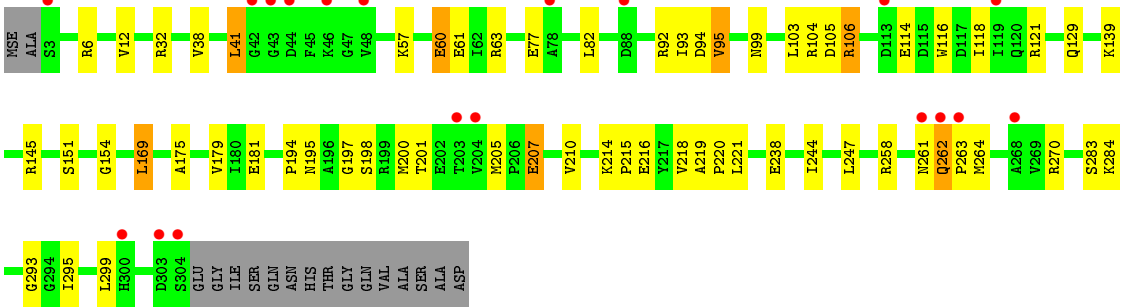 MSE ALA S3 R6 V12 R32 V38 L41 G42 G43 D44 F45 K46 G47 V48 K57 E60 E61 I62 R63 E77 A78 L82 D88 R92 I93 D94 V95 N99 L103 R104 D105 R106 D113 E114 D115 W116 D117 I118 I119 Q120 R121 Q129 K139
R145 S151 G154 L169 A175 V179 I180 E181 P194 N195 A196 G197 S198 R199 M200 T201 E202 T203 V204 M205 P206 E207 V210 K214 P215 E216 Y217 V218 A219 P220 L221 E238 I244 L247 R258 N261 Q262 P263 M264 A268 V269 R270 S283 K284
G293 G294 I295 L299 H300 D303 S304 GLU GLY ILE SER GLN ASN HIS THR GLY GLN VAL ALA SER ALA ASP